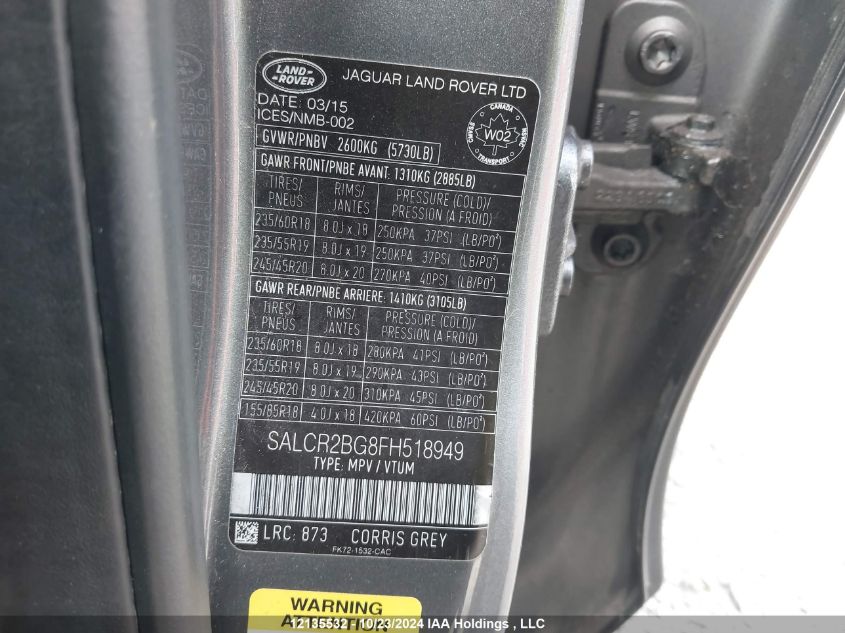 LAND-
ROVER
JAGUAR LAND ROVER LTD
DATE: 03/15
ICES/NMB-002
CANADA
W02
TRANSPORT
GVWR/PNBV 2600KG (5730LB)
GAWR FRONT/PNBE AVANT: 1310KG (2885LB)
TIRES/ RIMS/ PRESSURE (COLD)/
PNEUS JANTES PRESSION (A FROID)
235/60R18 8.0J x 18 250KPA 37PSI (LB/PO²)
235/55R19 8.0J x 19 250KPA 37PSI (LB/PO²)
245/45R20 8.0J x 20 270KPA 40PSI (LB/PO²)
GAWR REAR/PNBE ARRIERE: 1410KG (3105LB)
TIRES/ RIMS/ PRESSURE (COLD)/
PNEUS JANTES PRESSION (A FROID)
235/60R18 8.0J x 18 280KPA 41PSI (LB/PO²)
235/55R19 8.0J x 19 290KPA 43PSI (LB/PO²)
245/45R20 8.0J x 20 310KPA 45PSI (LB/PO²)
155/85R18 4.0J x 18 420KPA 60PSI (LB/PO²)
SALCR2BG8FH518949
TYPE: MPV / VTUM
LRC: 873 CORRIS GREY
FK72-1532-CAC
WARNING
ATTENTION
12135532 - 10/23/2024 IAA Holdings , LLC